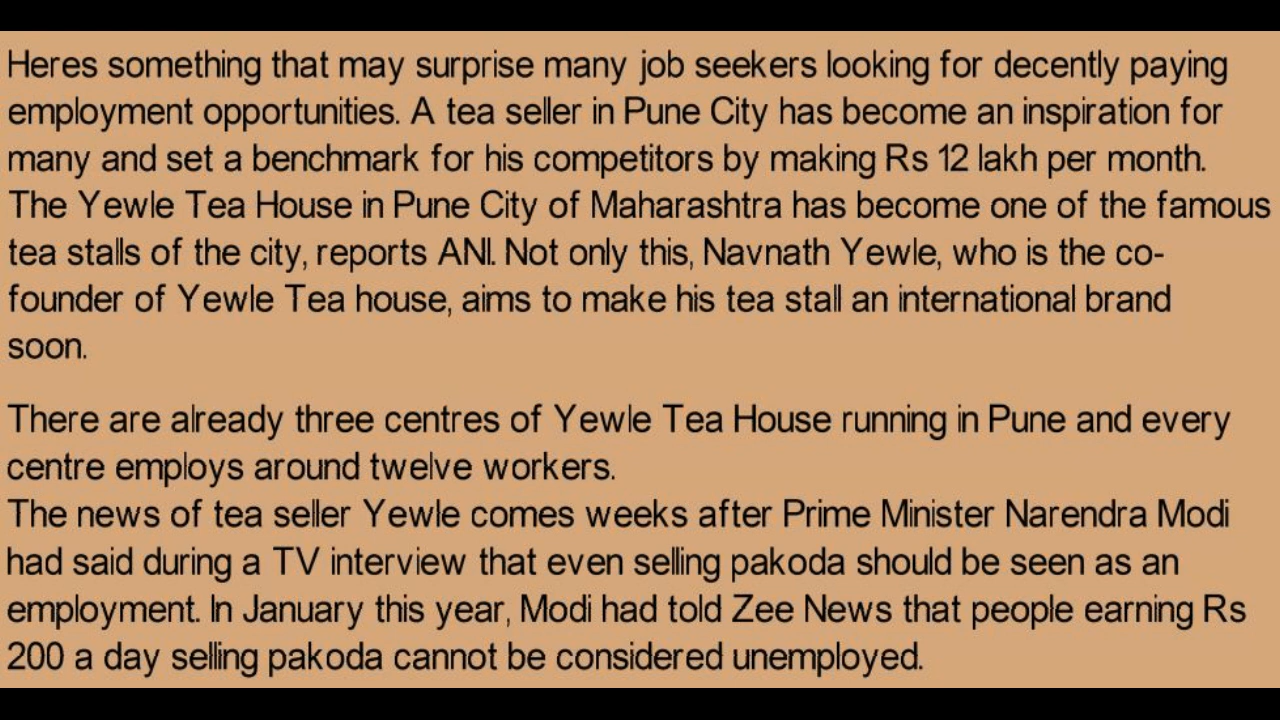 Heres something that may surprise many job seekers looking for decently paying
employment opportunities. A tea seller in Pune City has become an inspiration for
many and set a benchmark for his competitors by making Rs 12 lakh per month.
The Yewle Tea House in Pune City of Maharashtra has become one of the famous
tea stalls of the city, reports ANI. Not only this, Navnath Yewle, who is the co-
founder of Yewle Tea house, aims to make his tea stall an international brand
soon.
There are already three centres of Yewle Tea House running in Pune and every
centre employs around twelve workers.
The news of tea seller Yewle comes weeks after Prime Minister Narendra Modi
had said during a TV interview that even selling pakoda should be seen as an
employment. In January this year, Modi had told Zee News that people earning Rs
200 a day selling pakoda cannot be considered unemployed.